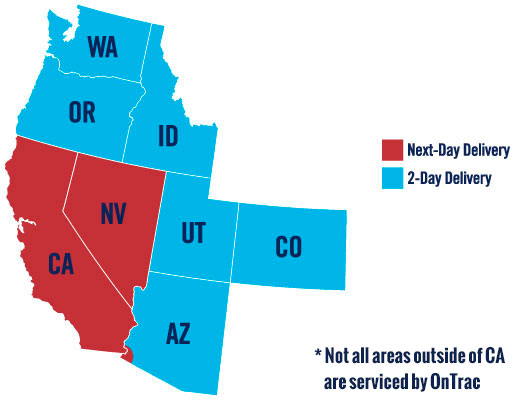 WA
OR
ID
NV
CA
UT
CO
AZ
Next-Day Delivery
2-Day Delivery
* Not all areas outside of CA
are serviced by OnTrac